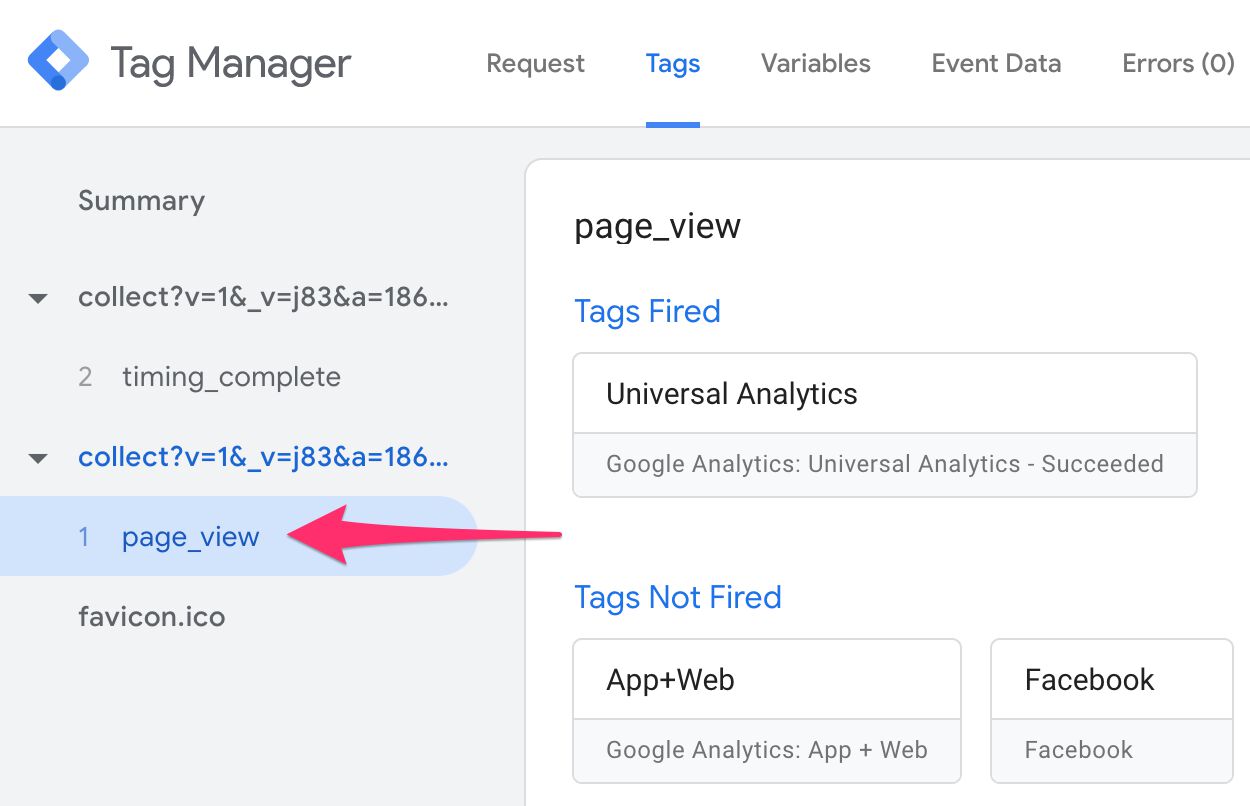 Tag Manager
Request
Tags
Variables
Event Data
Errors (0)
Summary
collect?v=1&_v=j83&a=186...
2 timing_complete
collect?v=1&_v=j83&a=186...
1 page_view
favicon.ico
page_view
Tags Fired
Universal Analytics
Google Analytics: Universal Analytics - Succeeded
Tags Not Fired
App+Web
Google Analytics: App + Web
Facebook
Facebook